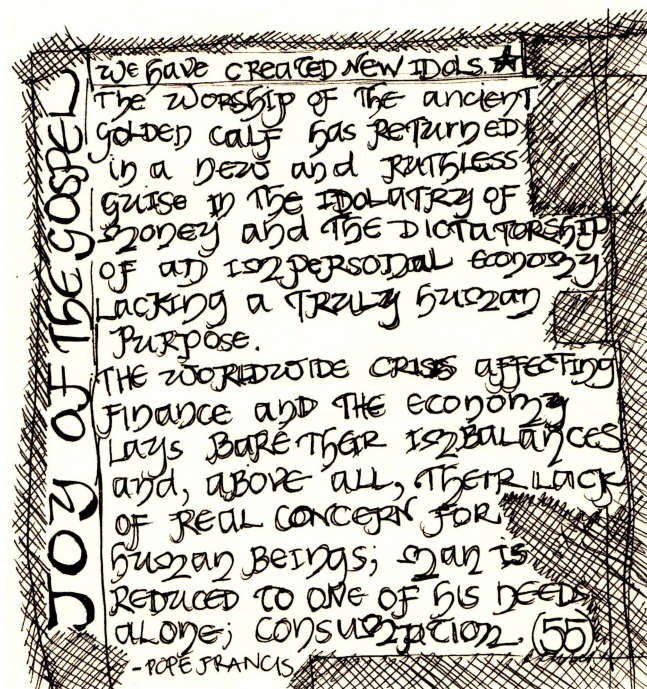 JOY OF THE GOSPEL
WE HAVE CREATED NEW IDOLS. ☆
THE WORSHIP OF THE ANCIENT
GOLDEN CALF HAS RETURNED
IN A NEW AND RUTHLESS
GUISE IN THE IDOLATRY OF
MONEY AND THE DICTATORSHIP
OF AN IMPERSONAL ECONOMY
LACKING A TRULY HUMAN
PURPOSE.
THE WORLDWIDE CRISIS AFFECTING
FINANCE AND THE ECONOMY
LAYS BARE THEIR IMBALANCES
AND, ABOVE ALL, THEIR LACK
OF REAL CONCERN FOR
HUMAN BEINGS; MAN IS
REDUCED TO ONE OF HIS NEEDS
ALONE; CONSUMPTION. (55)
-POPE FRANCIS